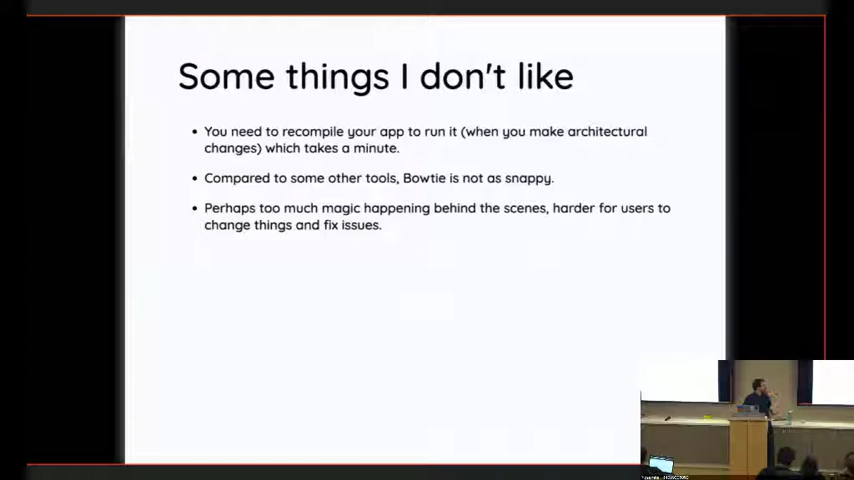 Some things I don't like
• You need to recompile your app to run it (when you make architectural
changes) which takes a minute.
• Compared to some other tools, Bowtie is not as snappy.
• Perhaps too much magic happening behind the scenes, harder for users to
change things and fix issues.